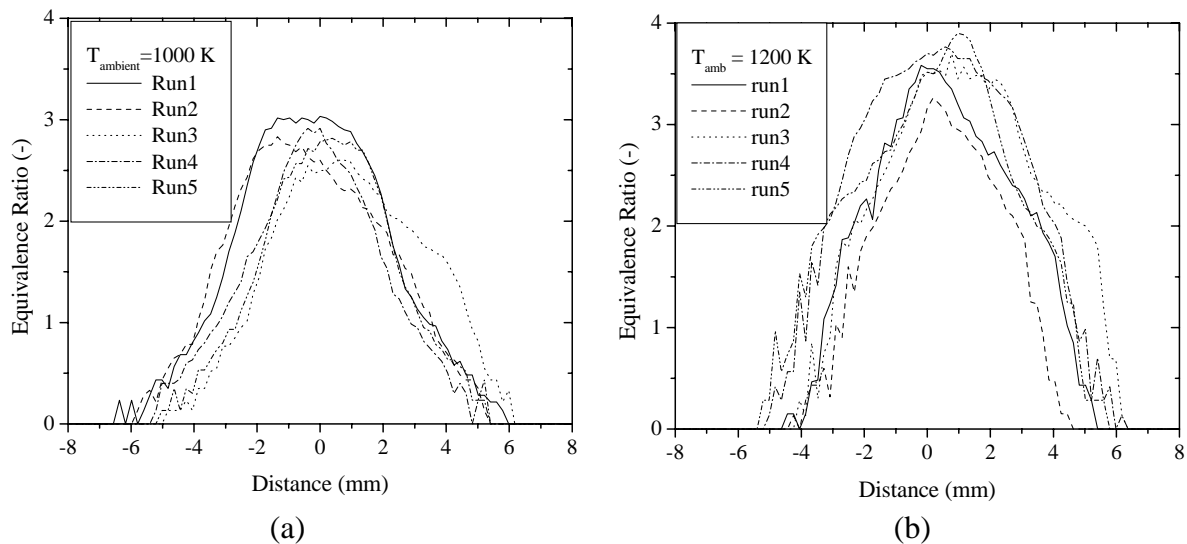 T_ambient=1000 K
Run1
Run2
Run3
Run4
Run5
Equivalence Ratio (-)
4
3
2
1
0
-8 -6 -4 -2 0 2 4 6 8
Distance (mm)
(a)
T_amb = 1200 K
run1
run2
run3
run4
run5
Equivalence Ratio (-)
4
3
2
1
0
-8 -6 -4 -2 0 2 4 6 8
Distance (mm)
(b)